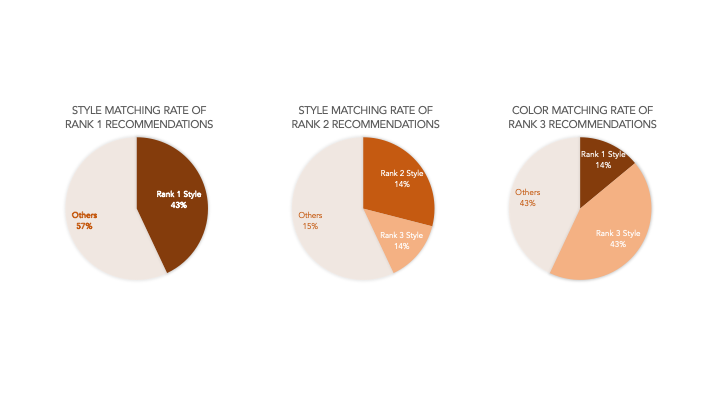 STYLE MATCHING RATE OF
RANK 1 RECOMMENDATIONS
Rank 1 Style
43%
Others
57%
STYLE MATCHING RATE OF
RANK 2 RECOMMENDATIONS
Rank 2 Style
14%
Others
15%
Rank 3 Style
14%
COLOR MATCHING RATE OF
RANK 3 RECOMMENDATIONS
Rank 1 Style
14%
Others
43%
Rank 3 Style
43%